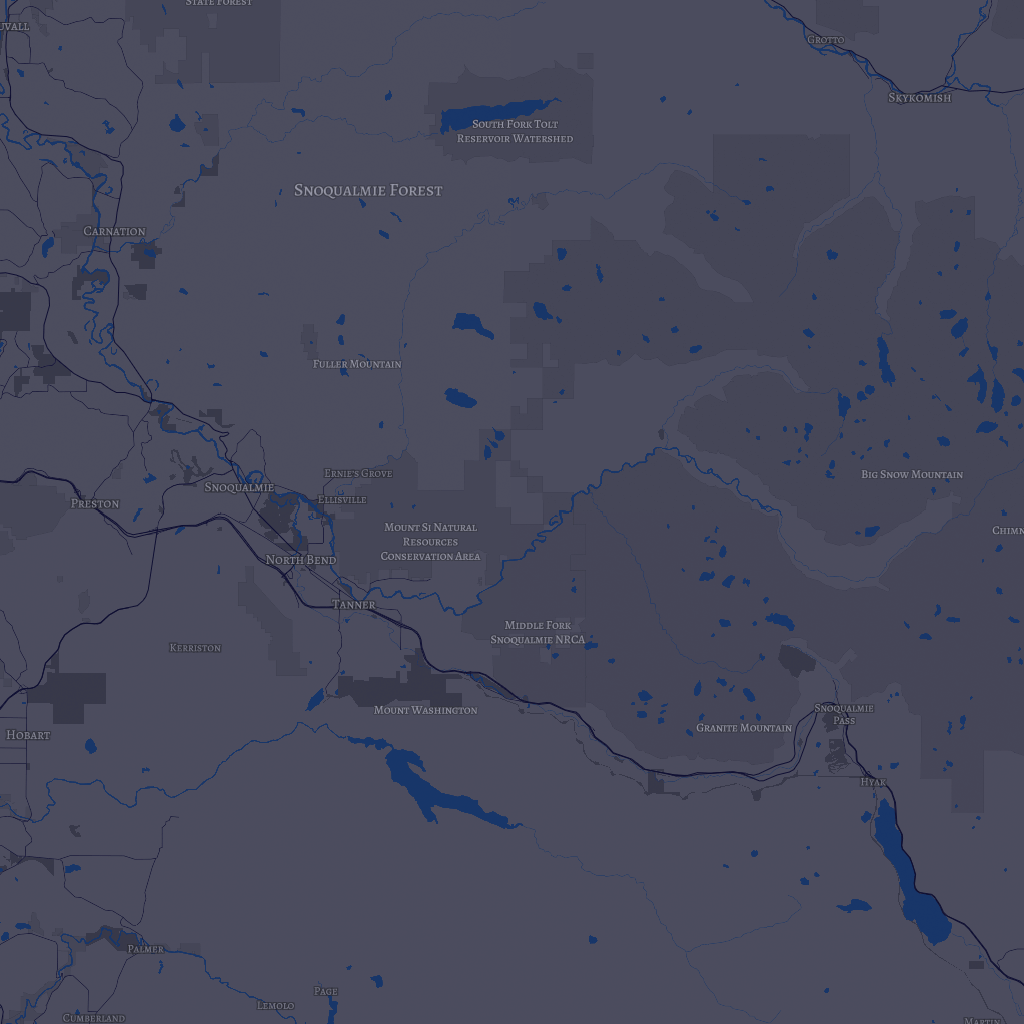 State Forest
Grotto
Skykomish
South Fork Tolt
Reservoir Watershed
Snoqualmie Forest
Carnation
Fuller Mountain
Ernie's Grove
Big Snow Mountain
Snoqualmie
Ellisville
Preston
Mount Si Natural
Resources
Conservation Area
North Bend
Tanner
Middle Fork
Snoqualmie NRCA
Kerriston
Mount Washington
Snoqualmie
Pass
Granite Mountain
Hobart
Hyak
Palmer
Page
Lemolo
Cumberland
Martin